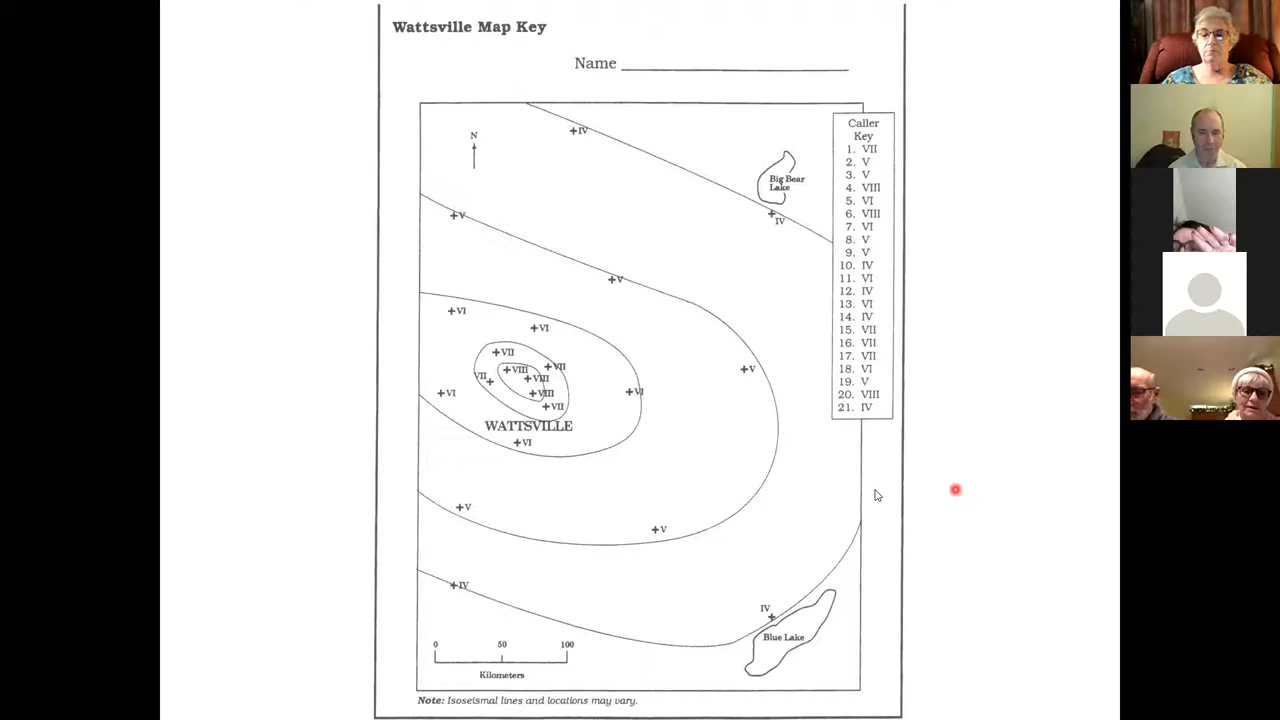 Wattsville Map Key
Name
N
IV
Caller
Key
1. VII
2. V
3. V
4. VIII
5. VI
6. VIII
7. VI
8. V
9. V
10. IV
11. VI
12. IV
13. VI
14. IV
15. VII
16. VII
17. VII
18. VI
19. V
20. VIII
21. IV
Big Bear
Lake
V
IV
V
VI
VI
VII
VII
VIII
V
VII
VIII
VI
VI
VIII
VII
WATTSVILLE
VI
V
V
IV
IV
Blue Lake
0 50 100
Kilometers
Note: Isoseismal lines and locations may vary.